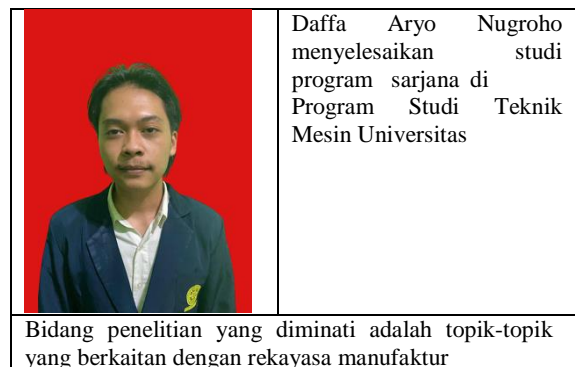 Daffa Aryo Nugroho
menyelesaikan studi
program sarjana di
Program Studi Teknik
Mesin Universitas
Bidang penelitian yang diminati adalah topik-topik
yang berkaitan dengan rekayasa manufaktur